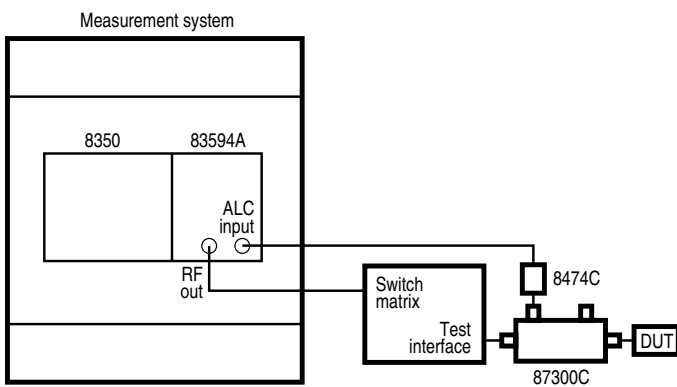 Measurement system
8350
83594A
ALC
input
RF
out
8474C
Switch
matrix
Test
interface
DUT
87300C